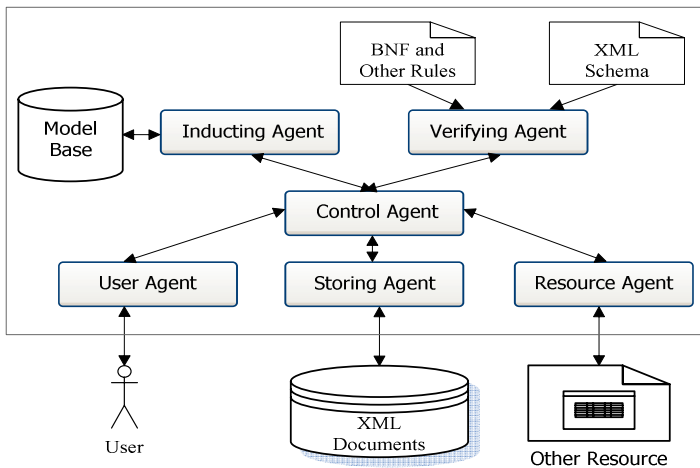 BNF and
Other Rules
XML
Schema
Model
Base
Inducting Agent
Verifying Agent
Control Agent
User Agent
Storing Agent
Resource Agent
User
XML
Documents
Other Resource